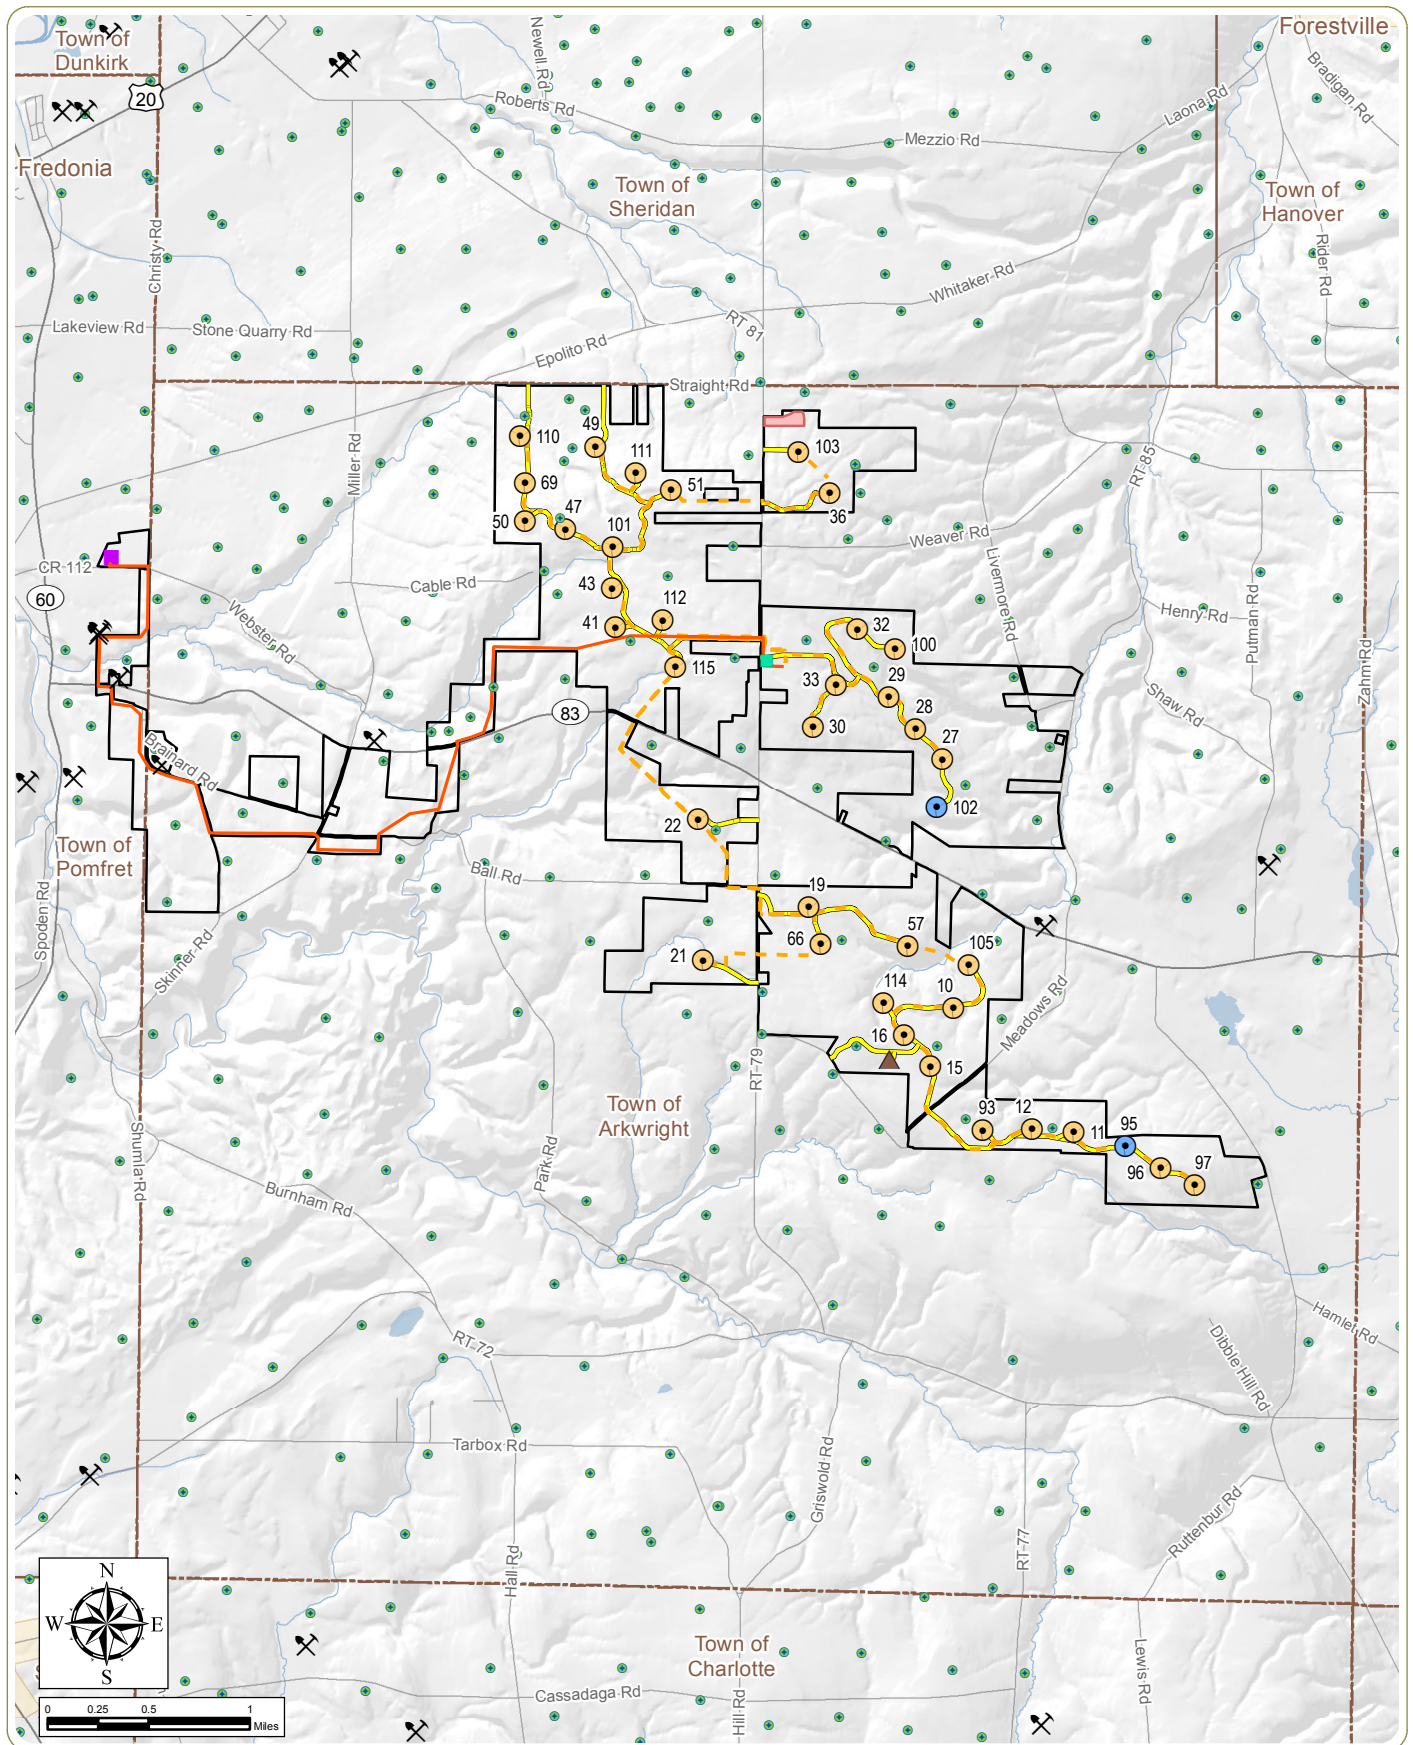 Town of
Dunkirk
Forestville
Newell Rd
Bradigan Rd
20
Roberts Rd
Laona Rd
Mezzio Rd
Fredonia
Town of
Sheridan
Town of
Hanover
Christy Rd
Rider Rd
Whitaker Rd
Lakeview Rd
Stone Quarry Rd
RT 81
Epolito Rd
Straight Rd
110
49
103
111
Miller Rd
RT 85
69
51
36
50
47
101
Weaver Rd
CR 112
Cable Rd
43
Livermore Rd
60
112
Henry Rd
Putman Rd
Webster Rd
41
32
100
Zahm Rd
115
33
29
Shaw Rd
83
30
28
27
Brainard Rd
102
22
Town of
Pomfret
Ball Rd
19
Spoden Rd
66
57
105
Skinner Rd
21
114
10
Meadows Rd
16
RT 79
15
Town of
Arkwright
93
12
11
95
96
97
Shumla Rd
Park Rd
Burnham Rd
Hamlet Rd
RT 72
Dibble Hill Rd
Tarbox Rd
Griswold Rd
Ruttenbur Rd
Hall Rd
RT 77
N
W
E
S
Town of
Charlotte
Lewis Rd
Cassadaga Rd
Hill Rd
0 0.25 0.5 1
Miles